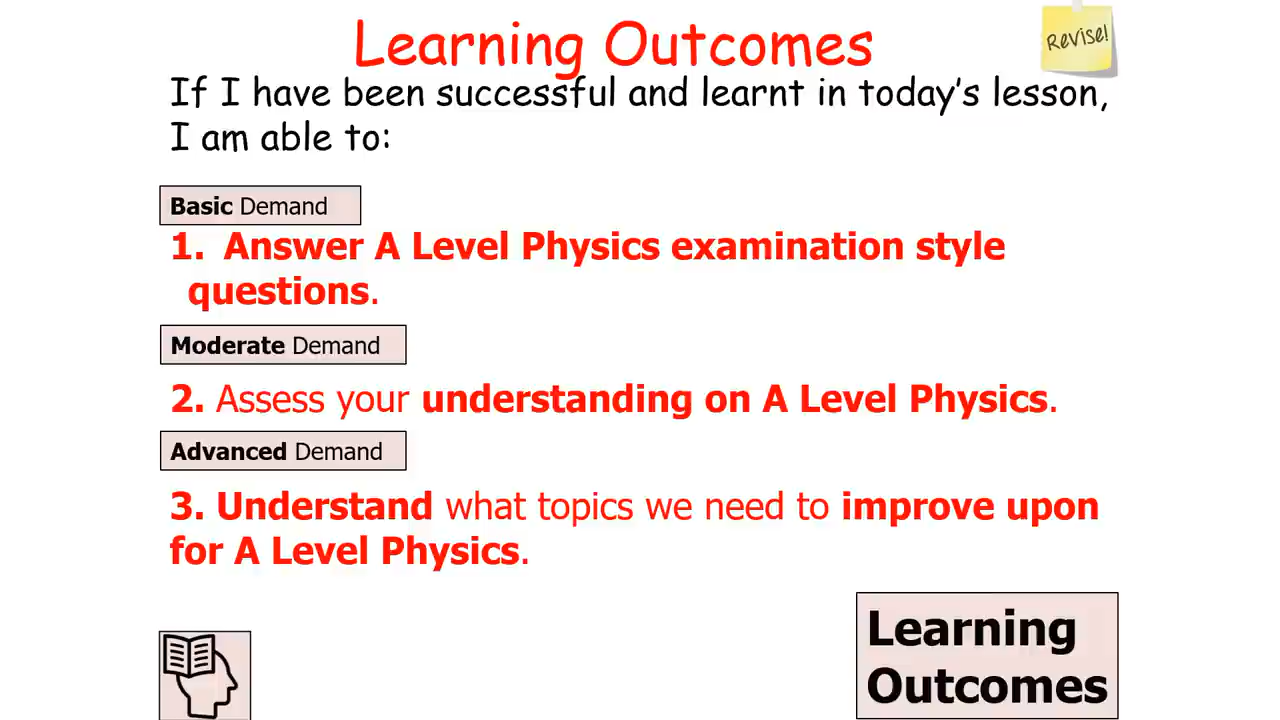 Learning Outcomes
Revise!
If I have been successful and learnt in today's lesson,
I am able to:
Basic Demand
1. Answer A Level Physics examination style
questions.
Moderate Demand
2. Assess your understanding on A Level Physics.
Advanced Demand
3. Understand what topics we need to improve upon
for A Level Physics.
Learning
Outcomes